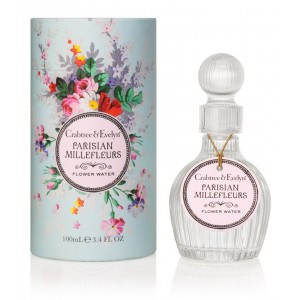 Crabtree & Evelyn
PARISIAN
MILLEFLEURS
FLOWER WATER
100ml℮ 3.4 FL OZ
Crabtree & Evelyn
PARISIAN
MILLEFLEURS
FLOWER WATER